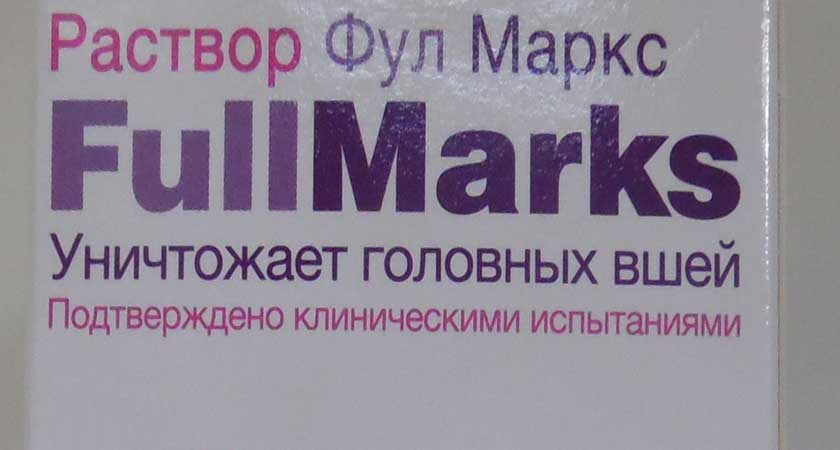 Раствор Фул Маркс
FullMarks
Уничтожает головных вшей
Подтверждено клиническими испытаниями